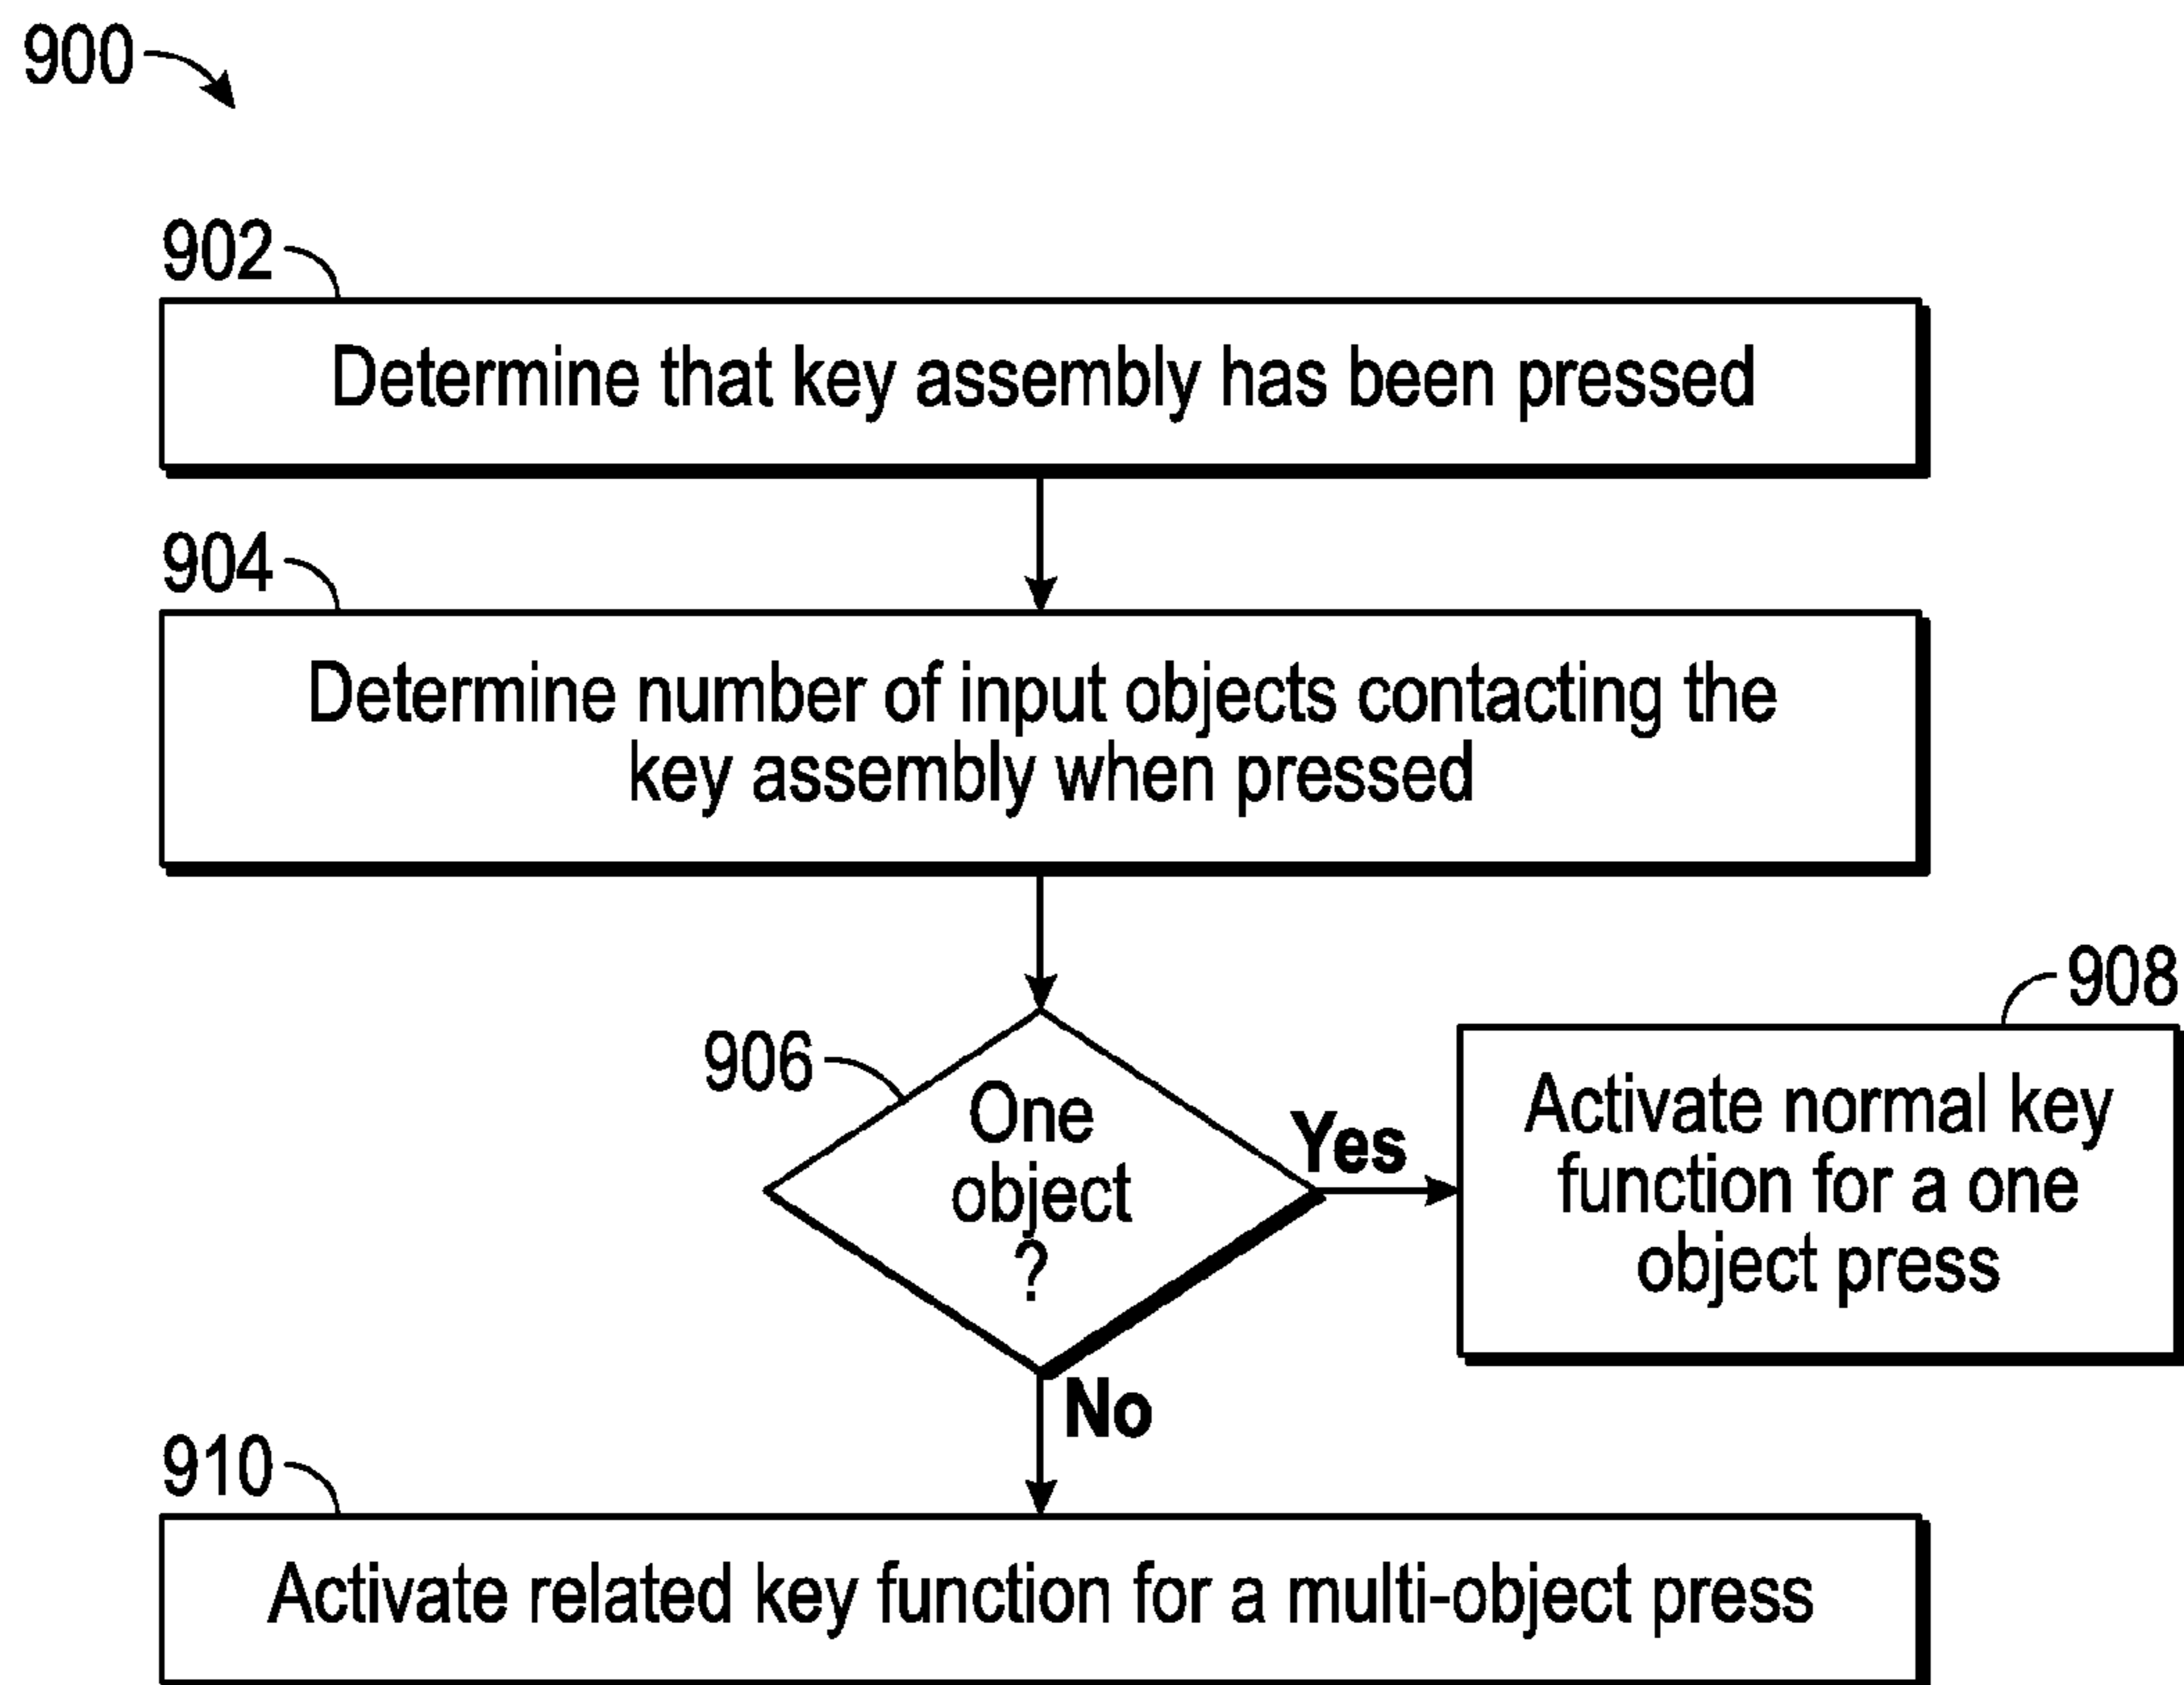 900
902
Determine that key assembly has been pressed
904
Determine number of input objects contacting the
key assembly when pressed
906
One
object
?
Yes
908
Activate normal key
function for a one
object press
No
910
Activate related key function for a multi-object press